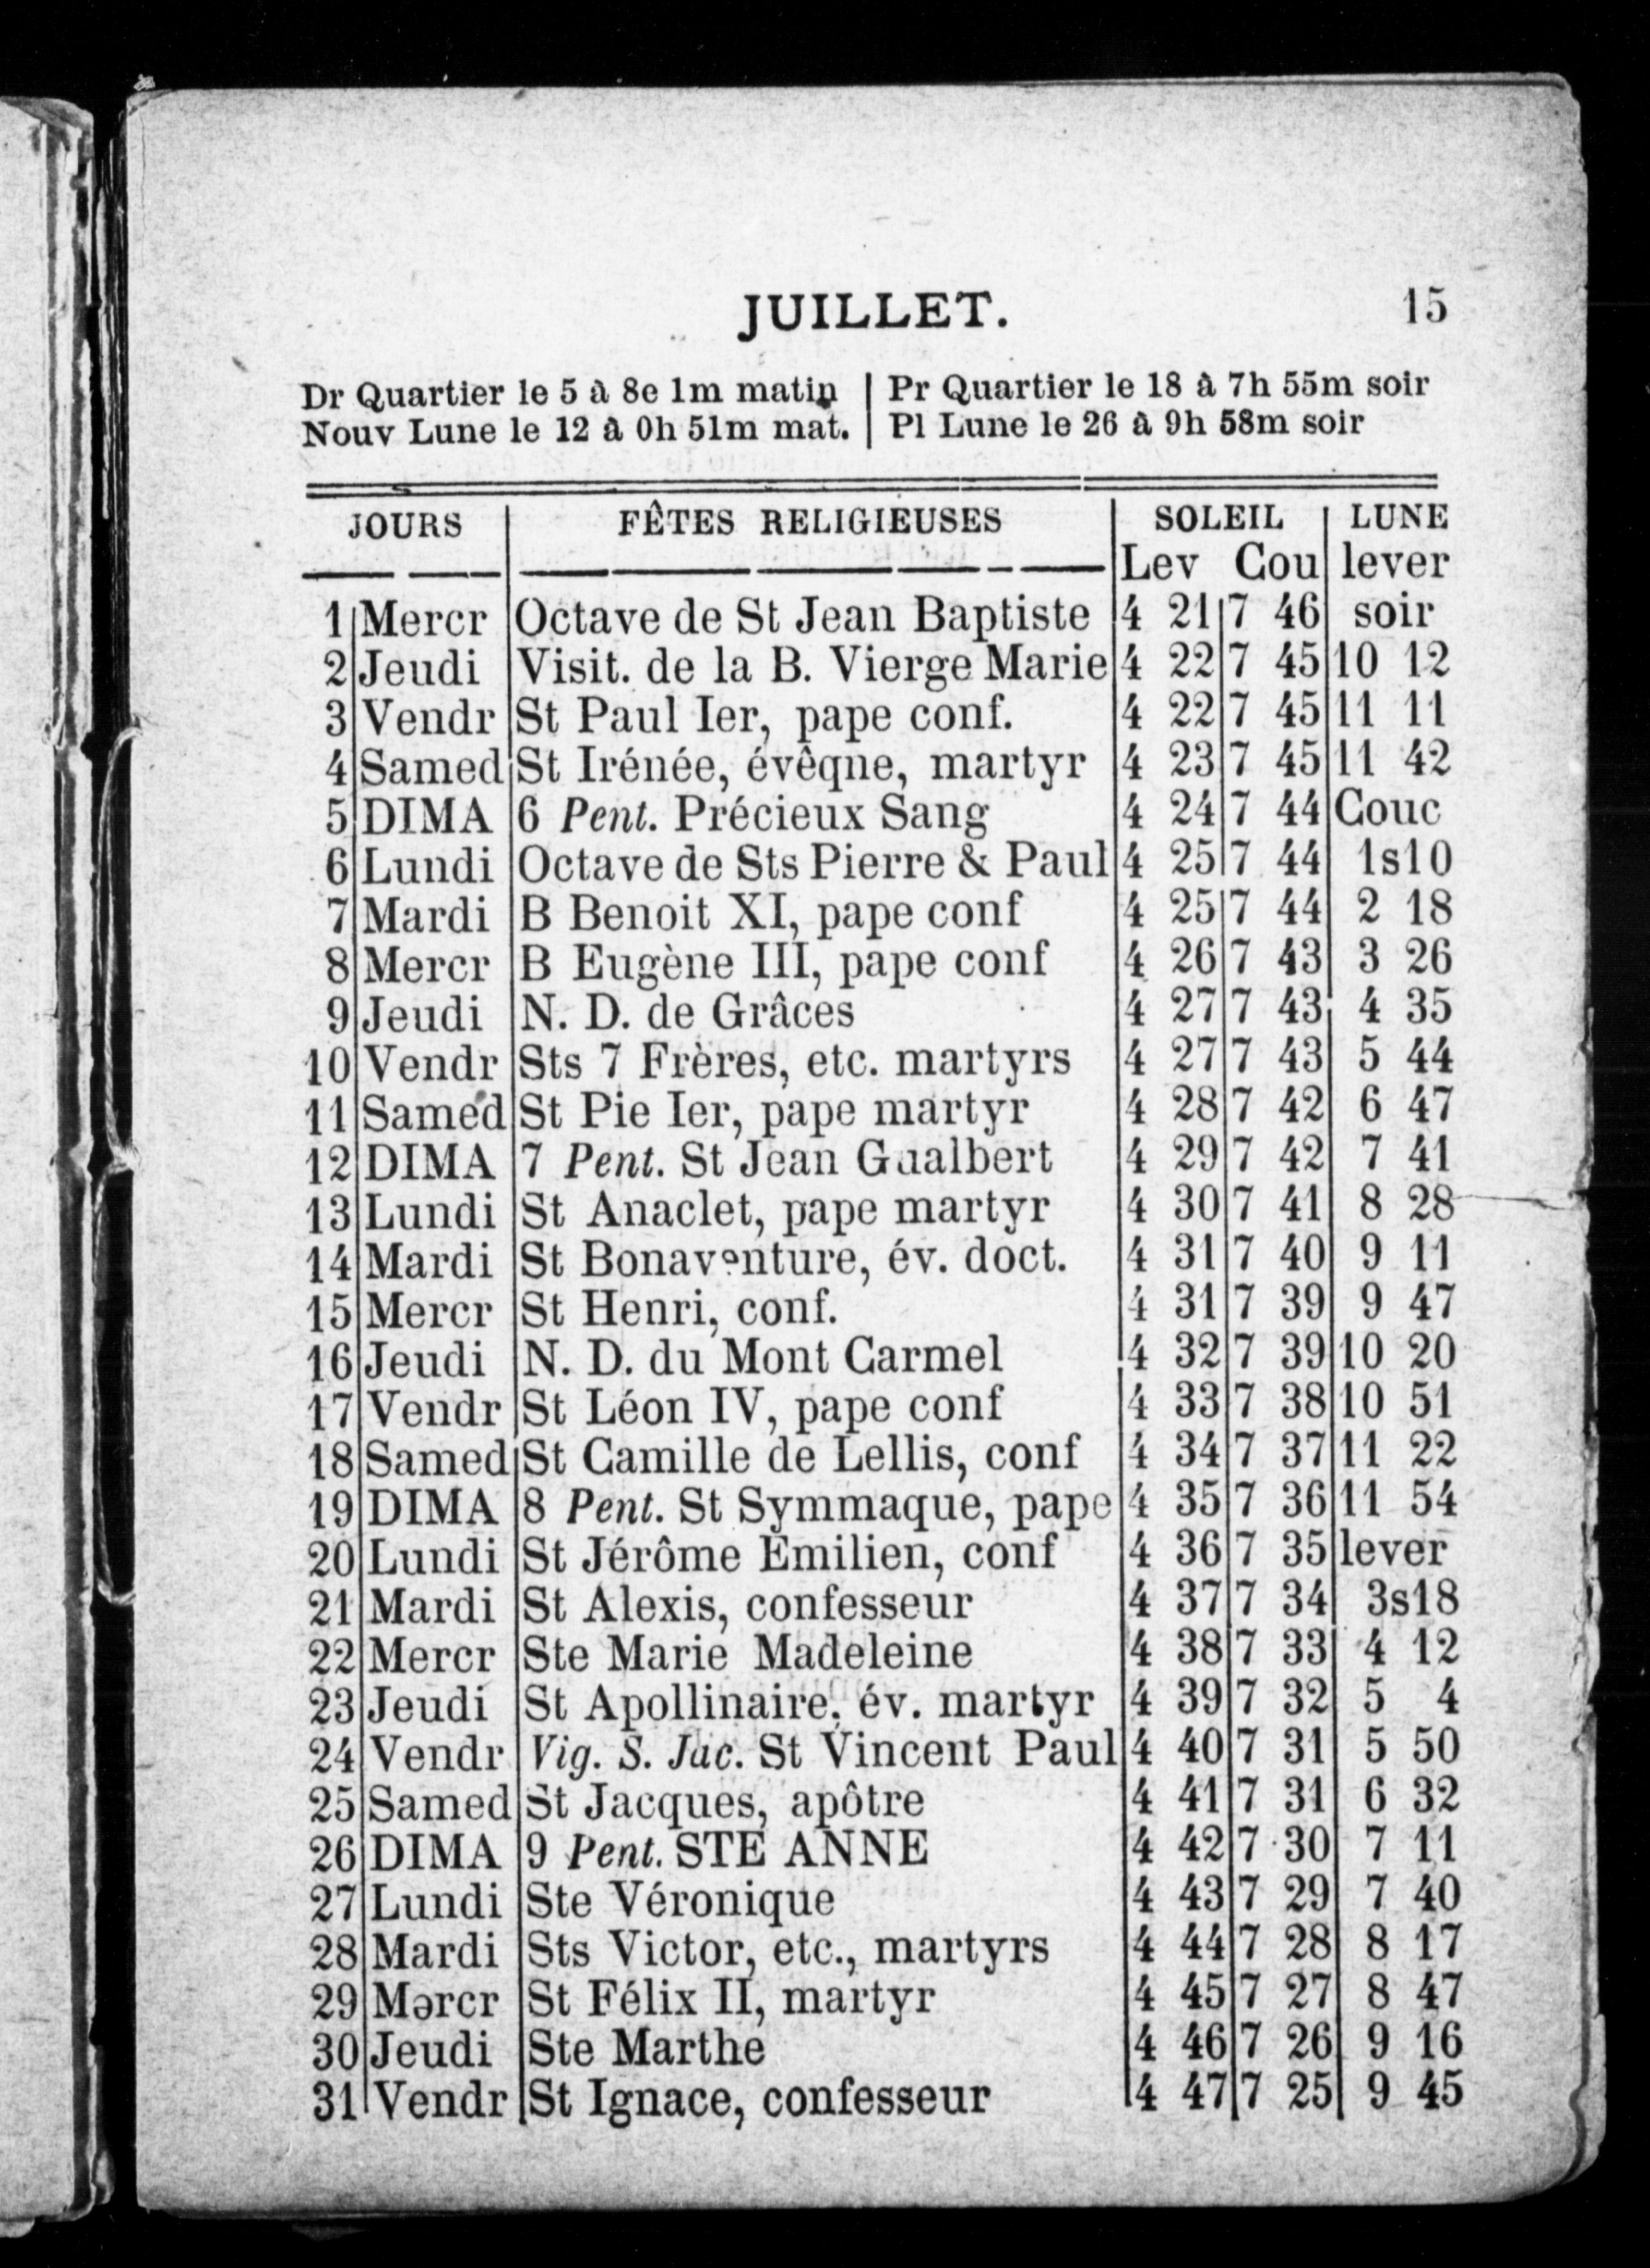 JUILLET. 15
Dr Quartier le 5 à 8e 1m matin | Pr Quartier le 18 à 7h 55m soir
Nouv Lune le 12 à 0h 51m mat. | Pl Lune le 26 à 9h 58m soir
JOURS FÊTES RELIGIEUSES SOLEIL LUNE
Lev Cou lever
1 Mercr Octave de St Jean Baptiste 4 21 7 46 soir
2 Jeudi Visit. de la B. Vierge Marie 4 22 7 45 10 12
3 Vendr St Paul Ier, pape conf. 4 22 7 45 11 11
4 Samed St Irénée, évêqne, martyr 4 23 7 45 11 42
5 DIMA 6 Pent. Précieux Sang 4 24 7 44 Couc
6 Lundi Octave de Sts Pierre & Paul 4 25 7 44 1s10
7 Mardi B Benoit XI, pape conf 4 25 7 44 2 18
8 Mercr B Eugène III, pape conf 4 26 7 43 3 26
9 Jeudi N. D. de Grâces 4 27 7 43 4 35
10 Vendr Sts 7 Frères, etc. martyrs 4 27 7 43 5 44
11 Samed St Pie Ier, pape martyr 4 28 7 42 6 47
12 DIMA 7 Pent. St Jean Gualbert 4 29 7 42 7 41
13 Lundi St Anaclet, pape martyr 4 30 7 41 8 28
14 Mardi St Bonaventure, év. doct. 4 31 7 40 9 11
15 Mercr St Henri, conf. 4 31 7 39 9 47
16 Jeudi N. D. du Mont Carmel 4 32 7 39 10 20
17 Vendr St Léon IV, pape conf 4 33 7 38 10 51
18 Samed St Camille de Lellis, conf 4 34 7 37 11 22
19 DIMA 8 Pent. St Symmaque, pape 4 35 7 36 11 54
20 Lundi St Jérôme Emilien, conf 4 36 7 35 lever
21 Mardi St Alexis, confesseur 4 37 7 34 3s18
22 Mercr Ste Marie Madeleine 4 38 7 33 4 12
23 Jeudi St Apollinaire, év. martyr 4 39 7 32 5 4
24 Vendr Vig. S. Jac. St Vincent Paul 4 40 7 31 5 50
25 Samed St Jacques, apôtre 4 41 7 31 6 32
26 DIMA 9 Pent. STE ANNE 4 42 7 30 7 11
27 Lundi Ste Véronique 4 43 7 29 7 40
28 Mardi Sts Victor, etc., martyrs 4 44 7 28 8 17
29 Mərcr St Félix II, martyr 4 45 7 27 8 47
30 Jeudi Ste Marthe 4 46 7 26 9 16
31 Vendr St Ignace, confesseur 4 47 7 25 9 45